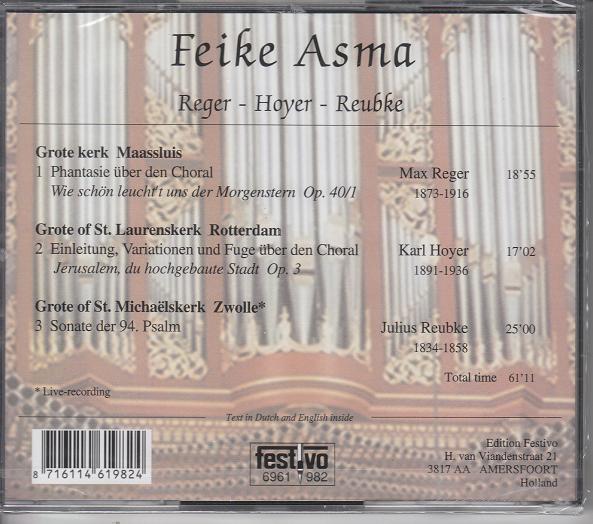 Feike Asma
Reger - Hoyer - Reubke
Grote kerk Maassluis
1 Phantasie über den Choral Max Reger 18'55
Wie schön leucht't uns der Morgenstern Op. 40/1 1873-1916
Grote of St. Laurenskerk Rotterdam
2 Einleitung, Variationen und Fuge über den Choral Karl Hoyer 17'02
Jerusalem, du hochgebaute Stadt Op. 3 1891-1936
Grote of St. Michaëlskerk Zwolle*
3 Sonate der 94. Psalm Julius Reubke 25'00
1834-1858
Total time 61'11
* Live-recording
Text in Dutch and English inside
8 716114 619824
festivo
6961 982
Edition Festivo
H. van Viandenstraat 21
3817 AA AMERSFOORT
Holland